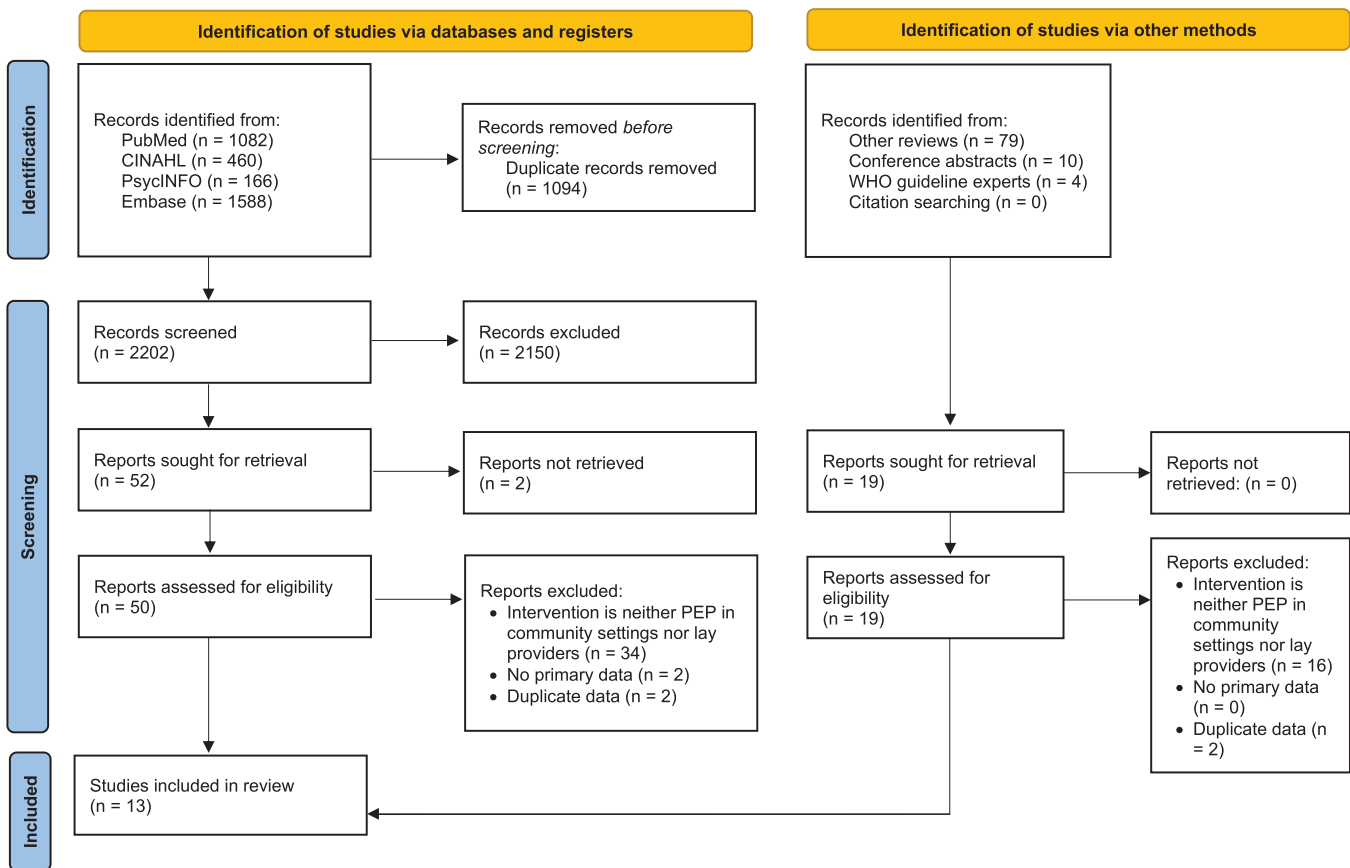 Identification of studies via databases and registers
Identification of studies via other methods
Identification
Records identified from:
PubMed (n = 1082)
CINAHL (n = 460)
PsycINFO (n = 166)
Embase (n = 1588)
Records removed before
screening:
Duplicate records removed
(n = 1094)
Records identified from:
Other reviews (n = 79)
Conference abstracts (n = 10)
WHO guideline experts (n = 4)
Citation searching (n = 0)
Screening
Records screened
(n = 2202)
Records excluded
(n = 2150)
Reports sought for retrieval
(n = 52)
Reports not retrieved
(n = 2)
Reports sought for retrieval
(n = 19)
Reports not
retrieved: (n = 0)
Reports assessed for eligibility
(n = 50)
Reports excluded:
• Intervention is neither PEP in
community settings nor lay
providers (n = 34)
• No primary data (n = 2)
• Duplicate data (n = 2)
Reports assessed for
eligibility
(n = 19)
Reports excluded:
• Intervention is
neither PEP in
community
settings nor lay
providers (n = 16)
• No primary data
(n = 0)
• Duplicate data (n
= 2)
Included
Studies included in review
(n = 13)